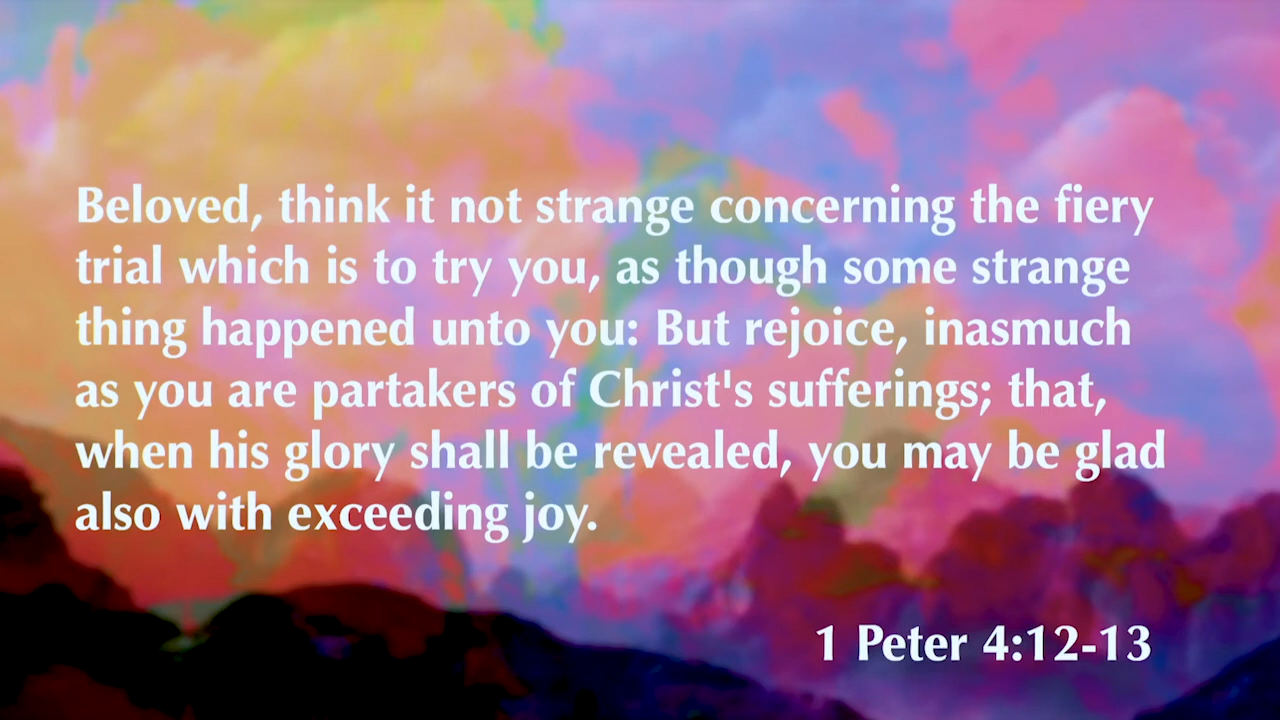 Beloved, think it not strange concerning the fiery
trial which is to try you, as though some strange
thing happened unto you: But rejoice, inasmuch
as you are partakers of Christ's sufferings; that,
when his glory shall be revealed, you may be glad
also with exceeding joy.
1 Peter 4:12-13